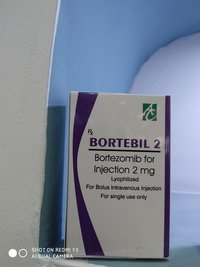 Rx
BORTEBIL 2
Bortezomib for
Injection 2 mg
Lyophilized
For Bolus Intravenous Injection
For single use only
SHOT ON REDMI Y3
AI DUAL CAMERA